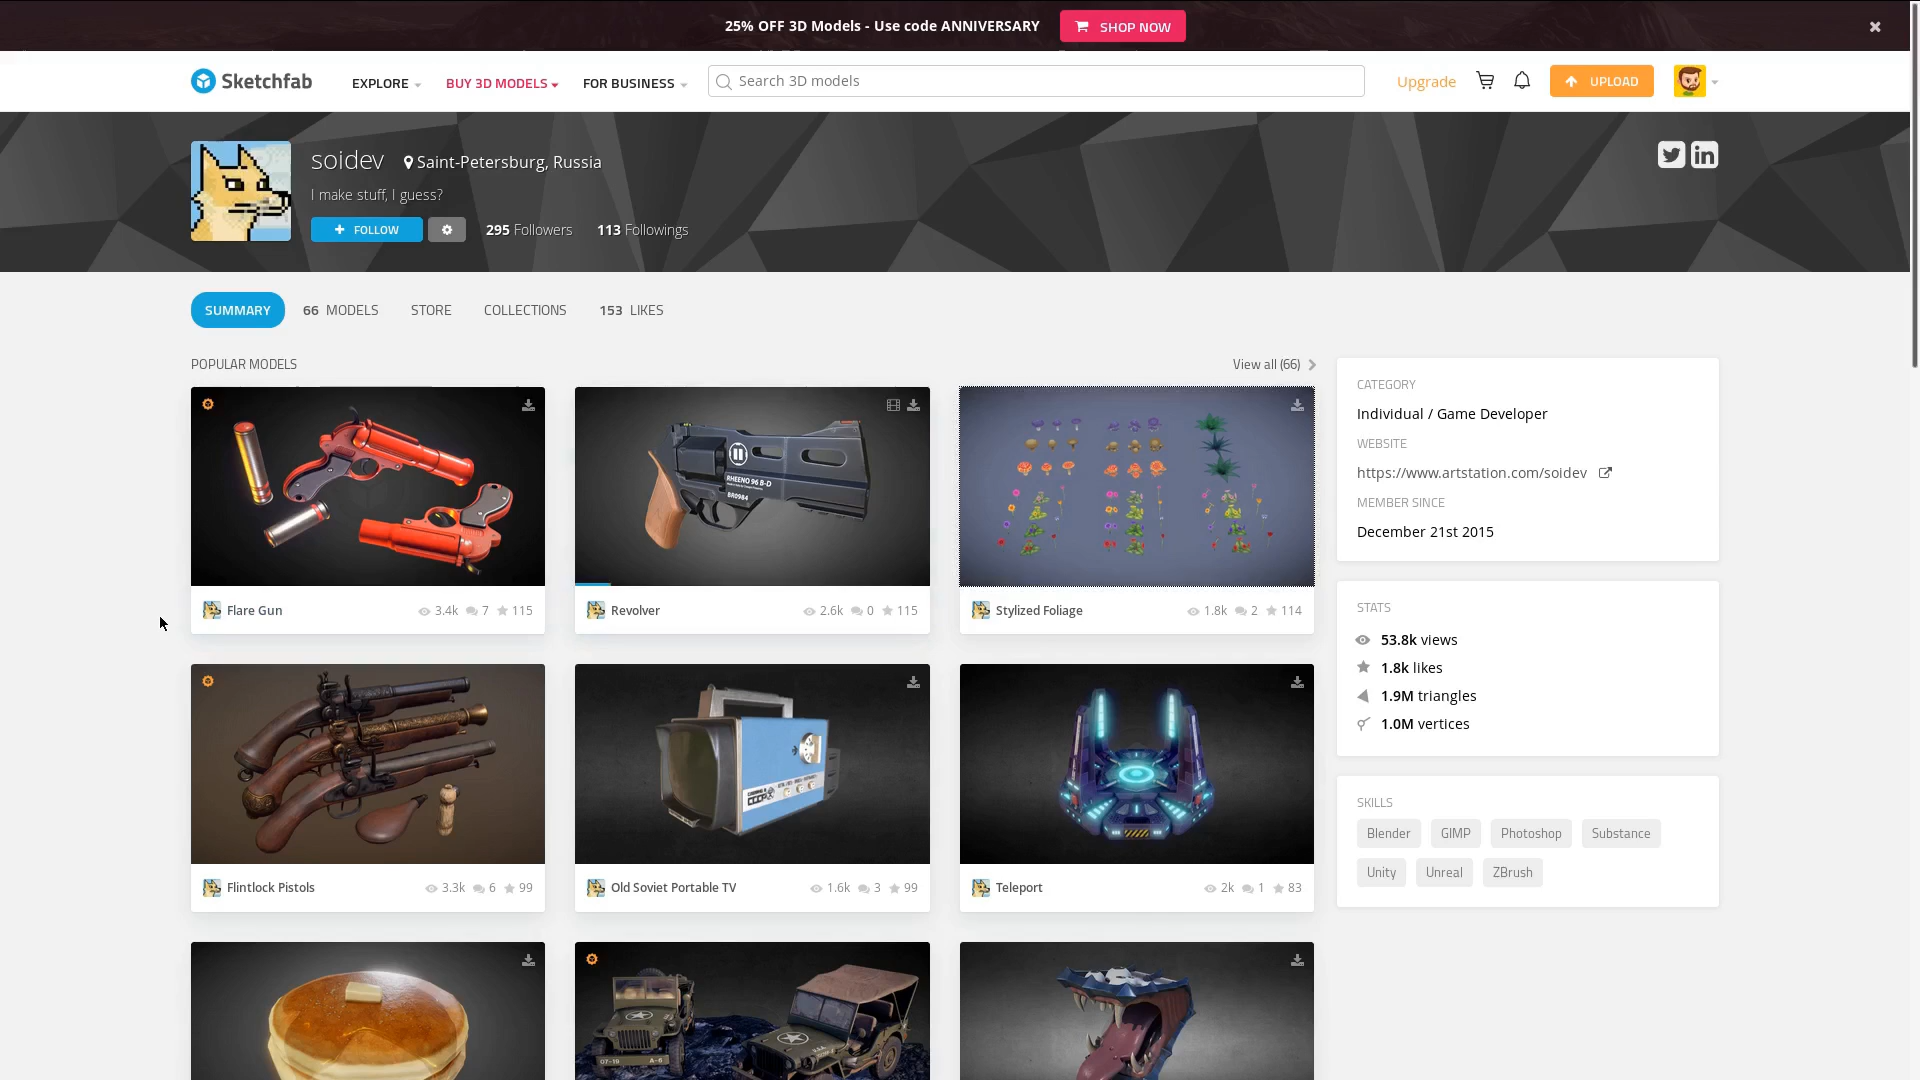 25% OFF 3D Models - Use code ANNIVERSARY
SHOP NOW
Sketchfab
EXPLORE
BUY 3D MODELS
FOR BUSINESS
Search 3D models
Upgrade
UPLOAD
soidev
Saint-Petersburg, Russia
I make stuff, I guess?
FOLLOW
295 Followers
113 Followings
SUMMARY
66 MODELS
STORE
COLLECTIONS
153 LIKES
POPULAR MODELS
View all (66)
RHEENO 96 B-D
BR0984
Flare Gun
3.4k 7 115
Revolver
2.6k 0 115
Stylized Foliage
1.8k 2 114
Flintlock Pistols
3.3k 6 99
Old Soviet Portable TV
1.6k 3 99
Teleport
2k 1 83
07-19
A-6
CATEGORY
Individual / Game Developer
WEBSITE
https://www.artstation.com/soidev
MEMBER SINCE
December 21st 2015
STATS
53.8k views
1.8k likes
1.9M triangles
1.0M vertices
SKILLS
Blender
GIMP
Photoshop
Substance
Unity
Unreal
ZBrush